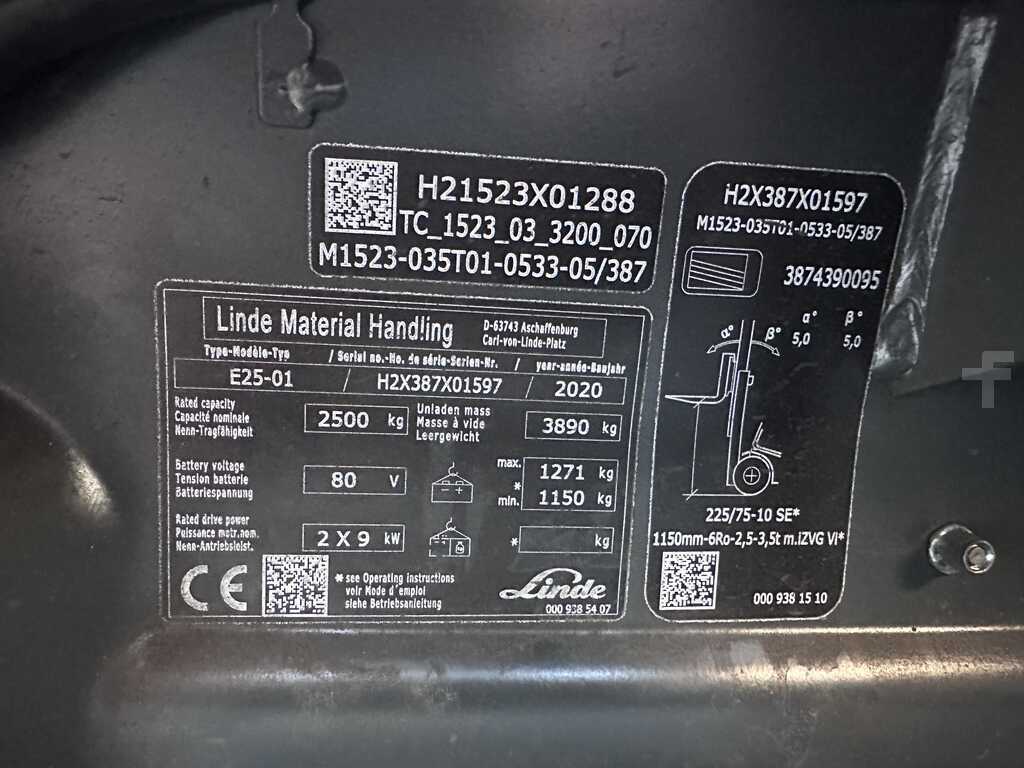 H21523X01288
TC_1523_03_3200_070
M1523-035T01-0533-05/387
Linde Material Handling
D-63743 Aschaffenburg
Carl-von-Linde-Platz
Type-Modèle-Typ / Serial no.-No. de série-Serien-Nr. / year-année-Baujahr
E25-01 / H2X387X01597 / 2020
Rated capacity
Capacité nominale
Nenn-Tragfähigkeit
2500 kg
Unladen mass
Masse à vide
Leergewicht
3890 kg
Battery voltage
Tension batterie
Batteriespannung
80 V
- +
max. 1271 kg
*
min. 1150 kg
Rated drive power
Puissance motr.nom.
Nenn-Antriebsleist.
2 X 9 kW
* kg
CE
* see Operating instructions
voir Mode d'emploi
siehe Betriebsanleitung
Linde
000 938 54 07
H2X387X01597
M1523-035T01-0533-05/387
3874390095
α° β°
α° β°
5,0 5,0
225/75-10 SE*
1150mm-6Ro-2,5-3,5t m.iZVG Vi*
000 938 15 10